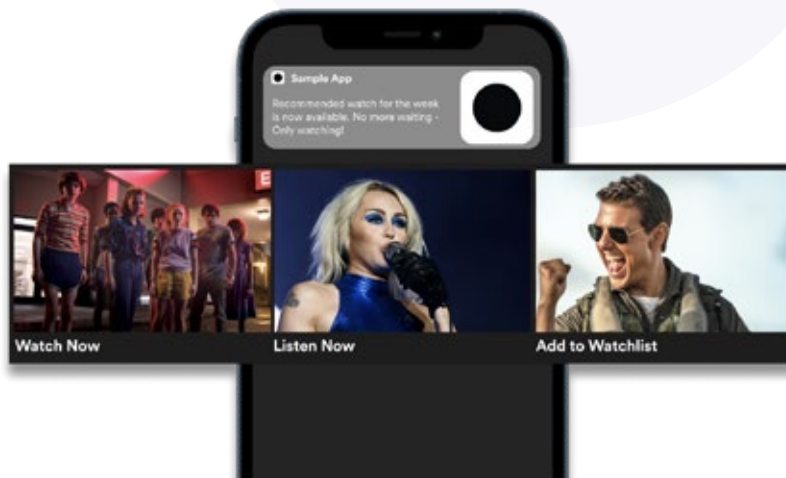 Sample App
Recommended watch for the week
is now available. No more waiting -
Only watching!
E
Watch Now
Listen Now
Add to Watchlist